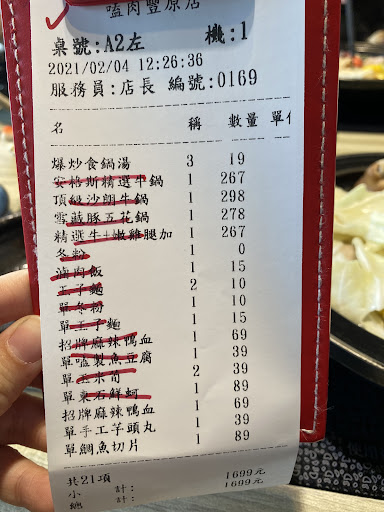 嗑肉豐原店
桌號:A2左 機:1
2021/02/04 12:26:36
服務員:店長 編號:0169
名 稱 數量 單價
爆炒食鍋湯 3 19
安格斯精選牛鍋 1 267
頂級沙朗牛鍋 1 298
雪藏豚五花鍋 1 278
精選牛+嫩雞腿加 1 267
冬粉 1 0
滷肉飯 1 15
王子麵 2 10
單冬粉 1 10
單王子麵 1 15
招牌麻辣鴨血 1 69
單嗑製魚豆腐 1 39
單玉米筍 2 39
單東石鮮蚵 1 89
招牌麻辣鴨血 1 69
單手工芋頭丸 1 39
單鯛魚切片 1 89
共21項
小 計: 1699元
總 計: 1699元